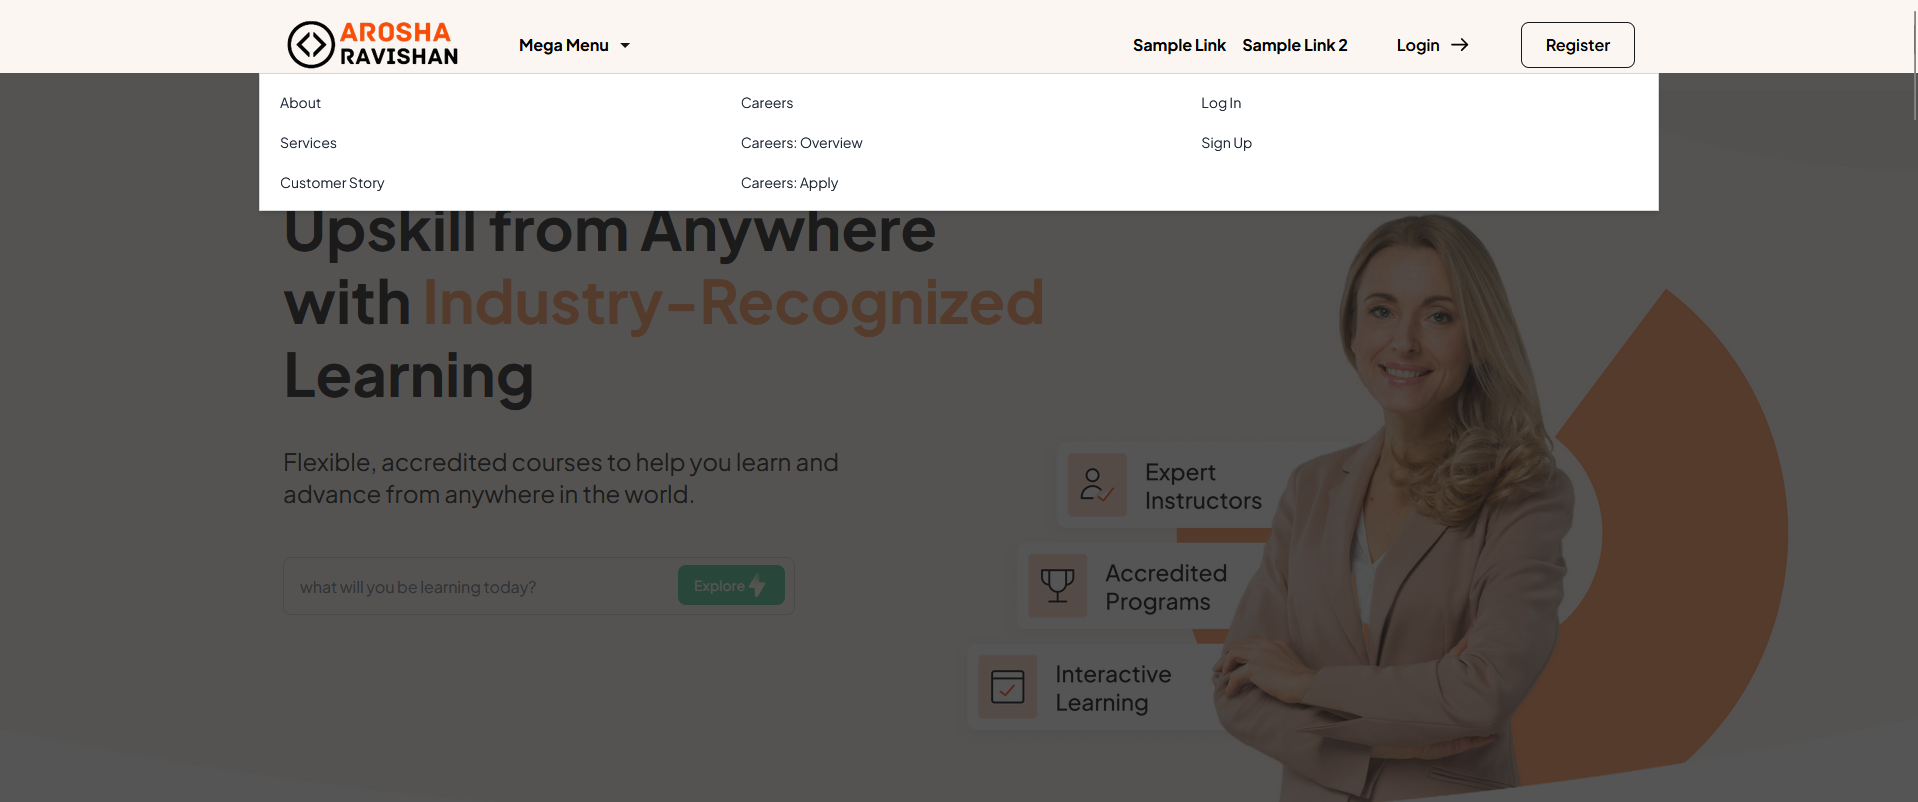 AROSHA
RAVISHAN
Mega Menu
Sample Link
Sample Link 2
Login
Register
About
Services
Customer Story
Careers
Careers: Overview
Careers: Apply
Log In
Sign Up
Upskill from Anywhere
with Industry-Recognized
Learning
Flexible, accredited courses to help you learn and
advance from anywhere in the world.
what will you be learning today?
Explore
Expert
Instructors
Accredited
Programs
Interactive
Learning